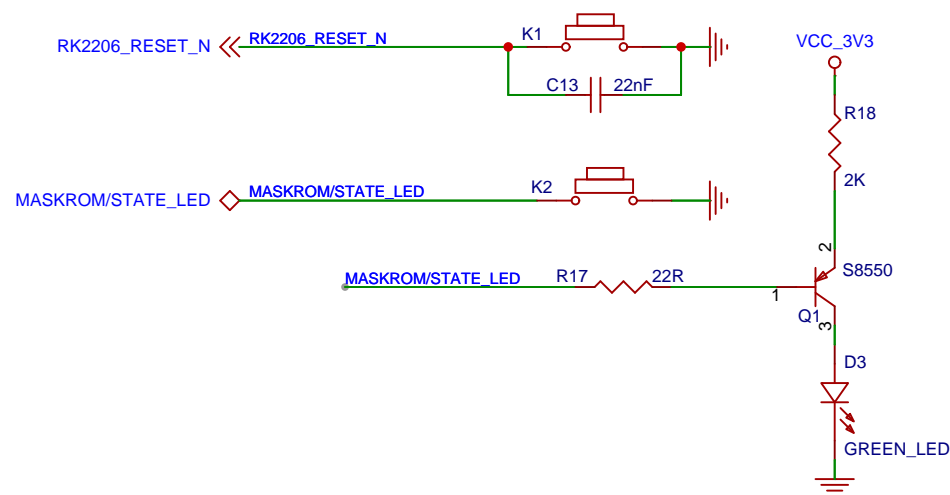 RK2206_RESET_N
RK2206_RESET_N
K1
C13
22nF
VCC_3V3
R18
2K
MASKROM/STATE_LED
MASKROM/STATE_LED
K2
MASKROM/STATE_LED
R17
22R
1
2
S8550
Q1
3
D3
GREEN_LED